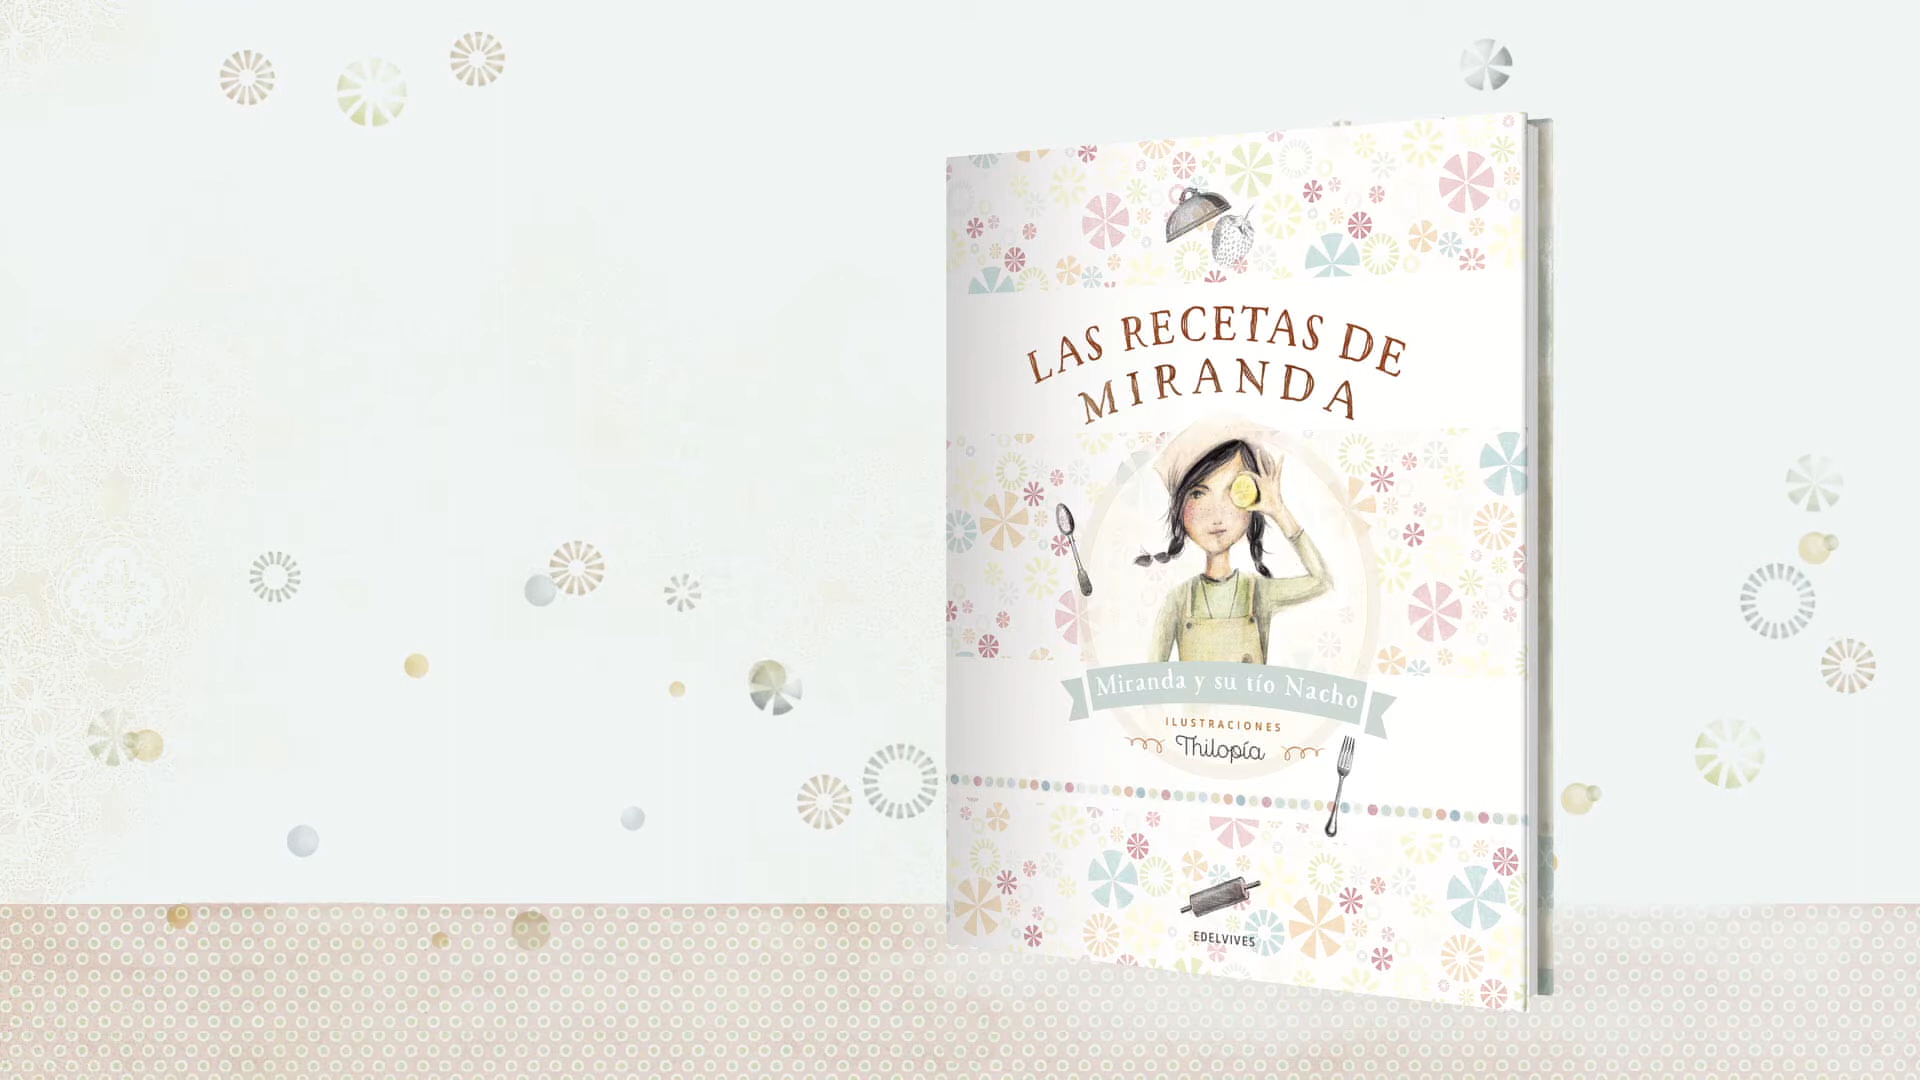 LAS RECETAS DE
MIRANDA
Miranda y su tío Nacho
ILUSTRACIONES
Thilopía
EDELVIVES